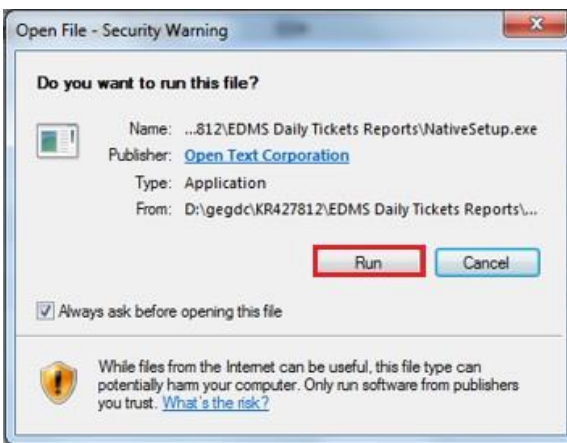 Open File - Security Warning
Do you want to run this file?
Name: ...812\EDMS Daily Tickets Reports\NativeSetup.exe
Publisher: Open Text Corporation
Type: Application
From: D:\gegdc\KR427812\EDMS Daily Tickets Reports\...
Run Cancel
Always ask before opening this file
While files from the Internet can be useful, this file type can
potentially harm your computer. Only run software from publishers
you trust. What's the risk?